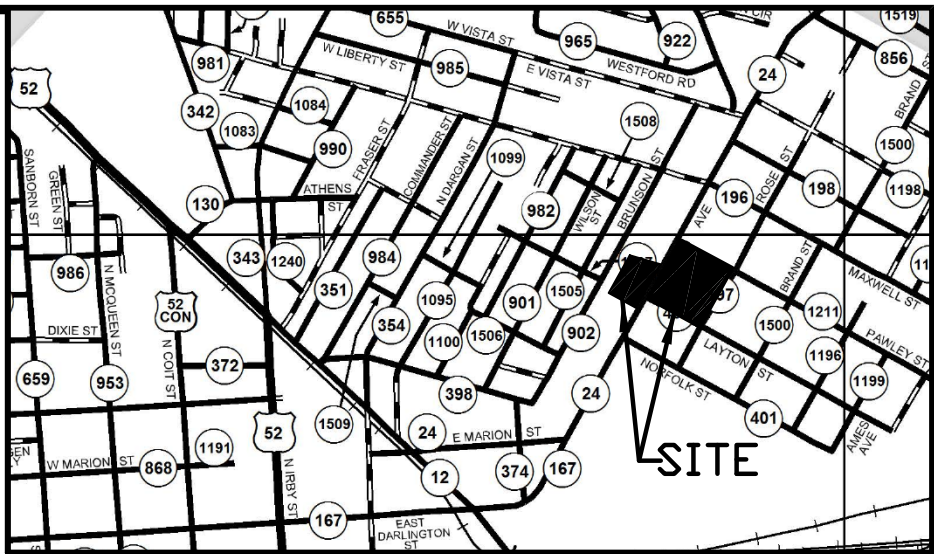 655
W VISTA ST
965
922
CIR
1519
981
W LIBERTY ST
985
E VISTA ST
WESTFORD RD
24
856
BRAND ST
52
342
1084
1083
990
FRASER ST
COMMANDER ST
N DARGAN ST
1508
1099
1500
SANBORN ST
GREEN ST
130
ATHENS
ST
982
WILSON
ST
BRUNSON ST
AVE
196
ROSE ST
198
1198
986
343
1240
984
351
BRAND ST
MAXWELL ST
52
CON
N MCQUEEN ST
N COIT ST
1095
901
1505
354
1100
1506
902
1500
1211
PAWLEY ST
DIXIE ST
372
659
953
LAYTON ST
1196
1199
NORFOLK ST
398
24
401
52
1509
24
E MARION ST
AMES
AVE
SITE
W MARION ST
868
1191
N IRBY ST
12
374
167
167
EAST
DARLINGTON
ST